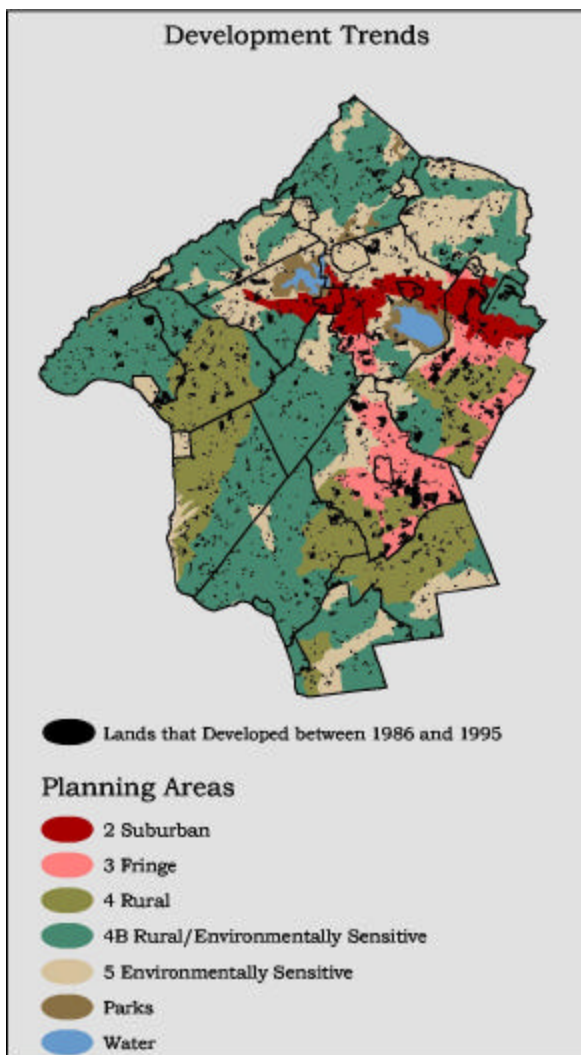 Development Trends
Lands that Developed between 1986 and 1995
Planning Areas
2 Suburban
3 Fringe
4 Rural
4B Rural/Environmentally Sensitive
5 Environmentally Sensitive
Parks
Water